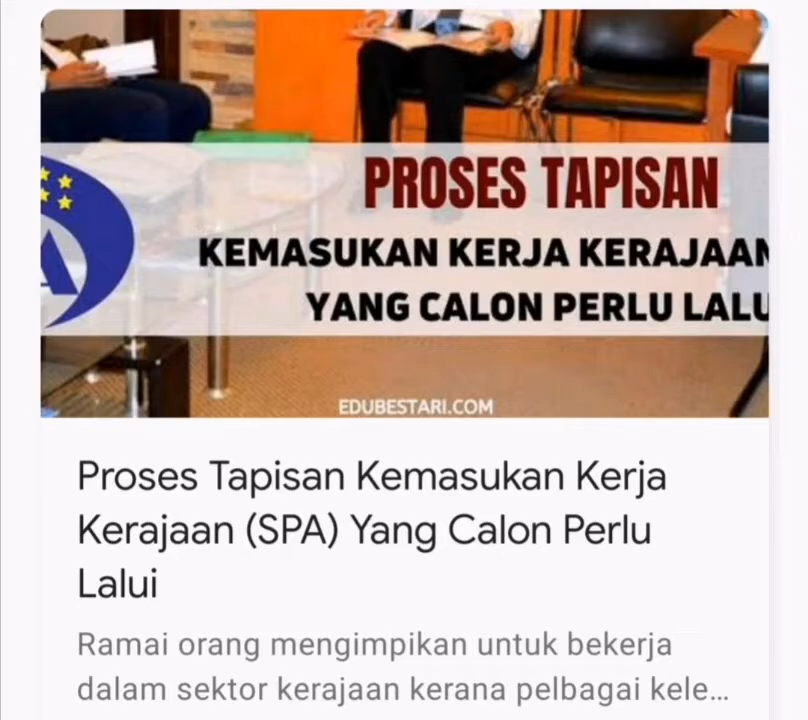 PROSES TAPISAN
KEMASUKAN KERJA KERAJAAN
YANG CALON PERLU LALU
EDUBESTARI.COM
Proses Tapisan Kemasukan Kerja
Kerajaan (SPA) Yang Calon Perlu
Lalui
Ramai orang mengimpikan untuk bekerja
dalam sektor kerajaan kerana pelbagai kele...